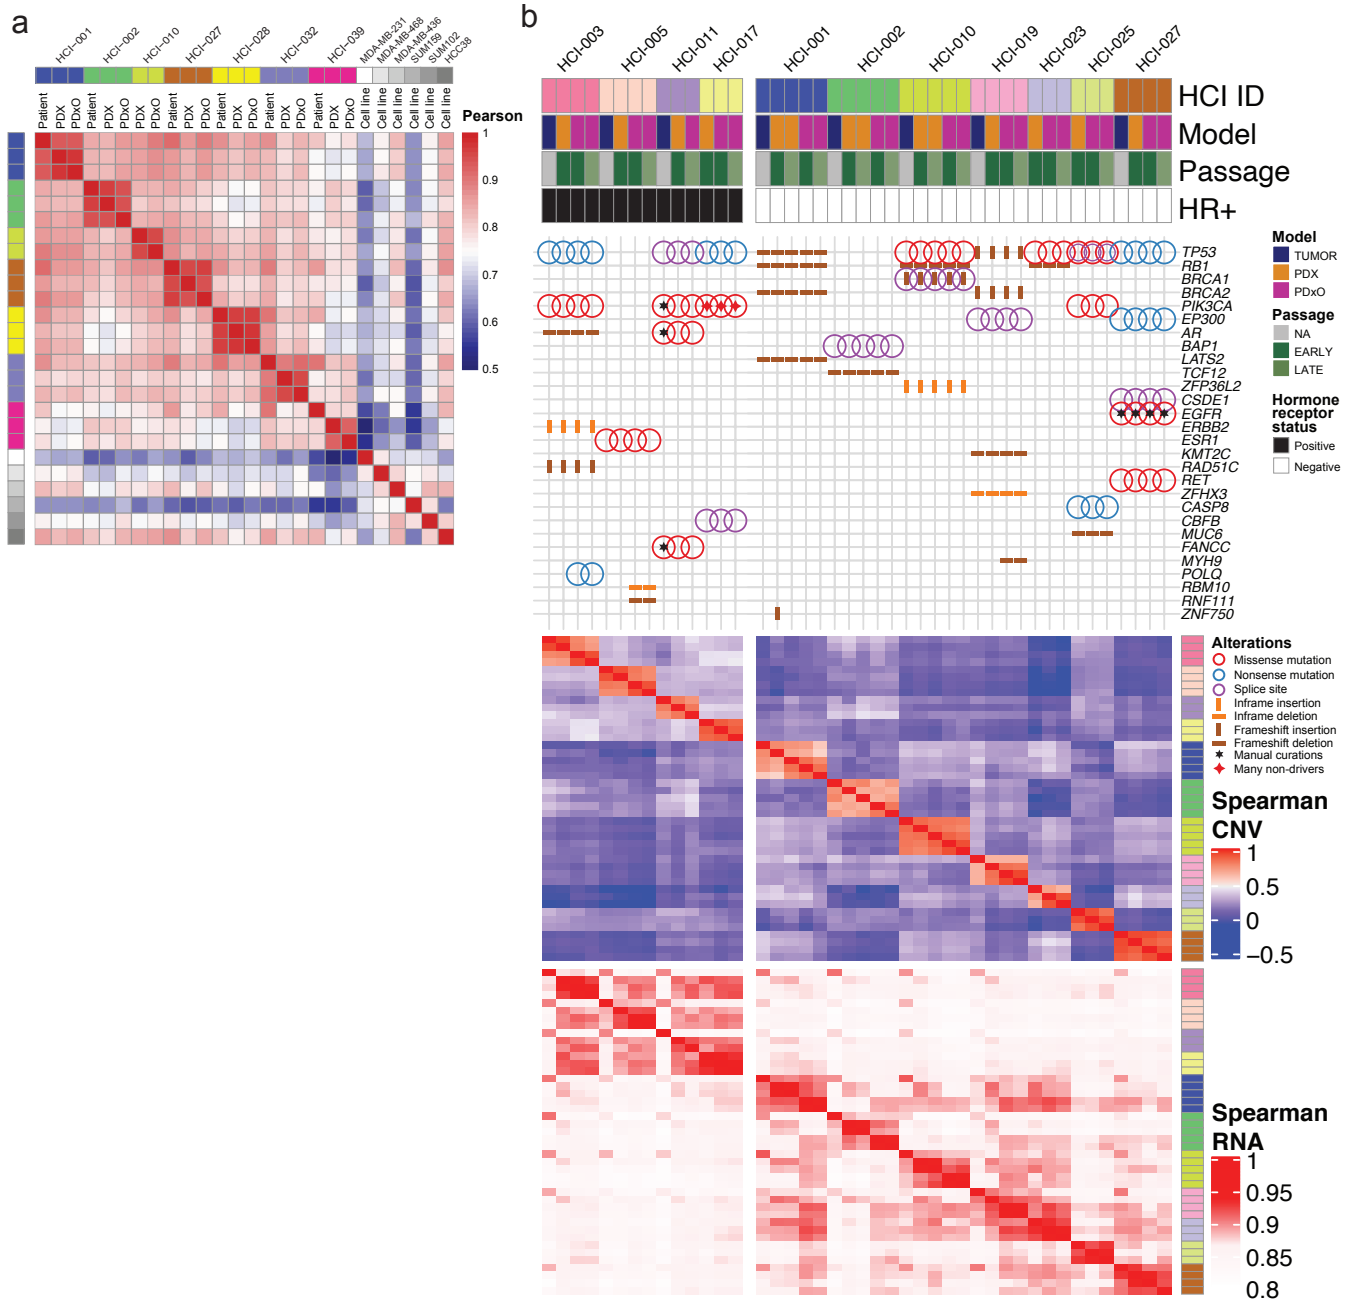 a
HCI-001
HCI-002
HCI-010
HCI-027
HCI-028
HCI-032
HCI-039
MDA-MB-231
MDA-MB-468
MDA-MB-436
SUM159
SUM102
HCC38
Patient
PDX
PDxO
Patient
PDX
PDxO
PDX
PDxO
Patient
PDX
PDxO
Patient
PDX
PDxO
Patient
PDX
PDxO
Patient
PDX
PDxO
Cell line
Cell line
Cell line
Cell line
Cell line
Cell line
Pearson
1
0.9
0.8
0.7
0.6
0.5
b
HCI-003
HCI-005
HCI-011
HCI-017
HCI-001
HCI-002
HCI-010
HCI-019
HCI-023
HCI-025
HCI-027
HCI ID
Model
Passage
HR+
TP53
RB1
BRCA1
BRCA2
PIK3CA
EP300
AR
BAP1
LATS2
TCF12
ZFP36L2
CSDE1
EGFR
ERBB2
ESR1
KMT2C
RAD51C
RET
ZFHX3
CASP8
CBFB
MUC6
FANCC
MYH9
POLQ
RBM10
RNF111
ZNF750
Model
TUMOR
PDX
PDxO
Passage
NA
EARLY
LATE
Hormone
receptor
status
Positive
Negative
Alterations
Missense mutation
Nonsense mutation
Splice site
Inframe insertion
Inframe deletion
Frameshift insertion
Frameshift deletion
Manual curations
Many non-drivers
Spearman
CNV
1
0.5
0
−0.5
Spearman
RNA
1
0.95
0.9
0.85
0.8